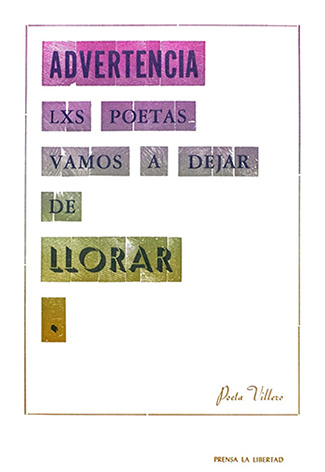 ADVERTENCIA
LXS POETAS
VAMOS A DEJAR
DE
LLORAR
.
Poeta Villero
PRENSA LA LIBERTAD